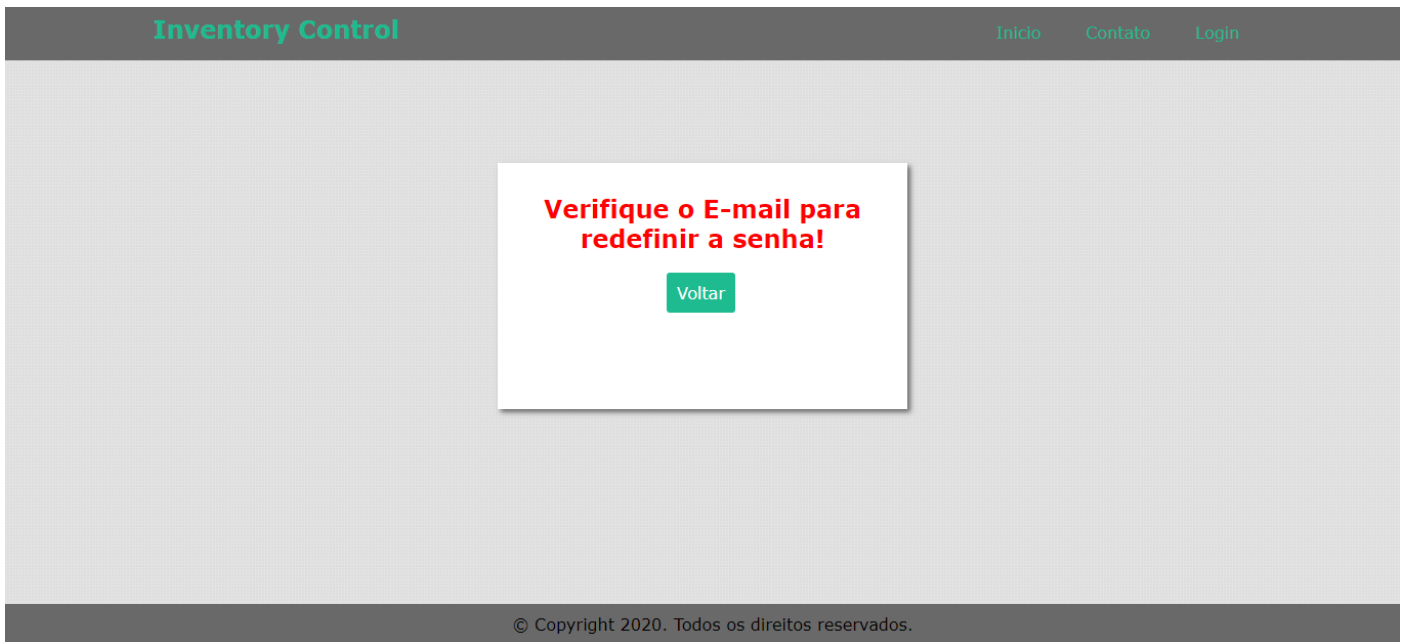 Inventory Control
Inicio Contato Login
Verifique o E-mail para
redefinir a senha!
Voltar
© Copyright 2020. Todos os direitos reservados.